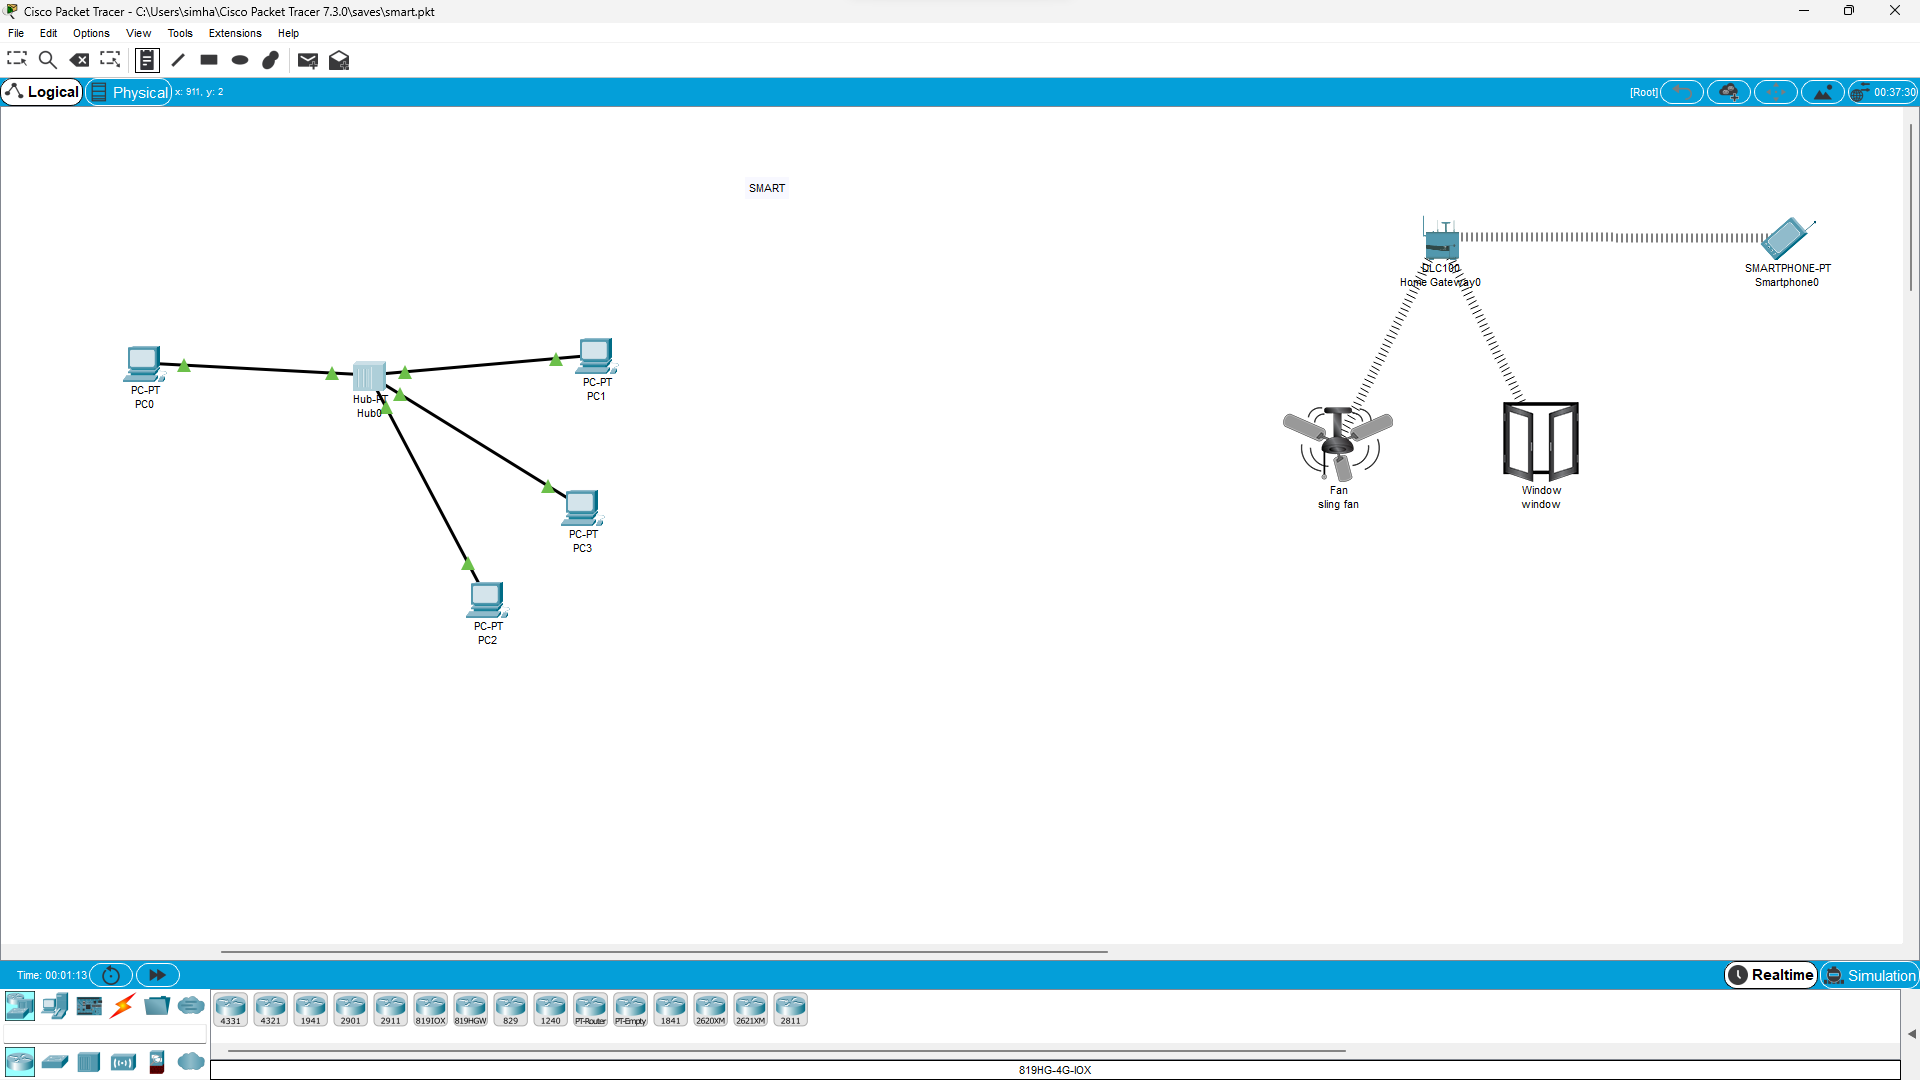 Cisco Packet Tracer - C:\Users\simha\Cisco Packet Tracer 7.3.0\saves\smart.pkt
File Edit Options View Tools Extensions Help
Logical Physical x: 911, y: 2 [Root] 00:37:30
SMART
DLC100
Home Gateway0
SMARTPHONE-PT
Smartphone0
PC-PT
PC0
Hub-PT
Hub0
PC-PT
PC1
Fan
sling fan
Window
window
PC-PT
PC3
PC-PT
PC2
Time: 00:01:13 Realtime Simulation
4331 4321 1941 2901 2911 819IOX 819HGW 829 1240 PT-Router PT-Empty 1841 2620XM 2621XM 2811
819HG-4G-IOX